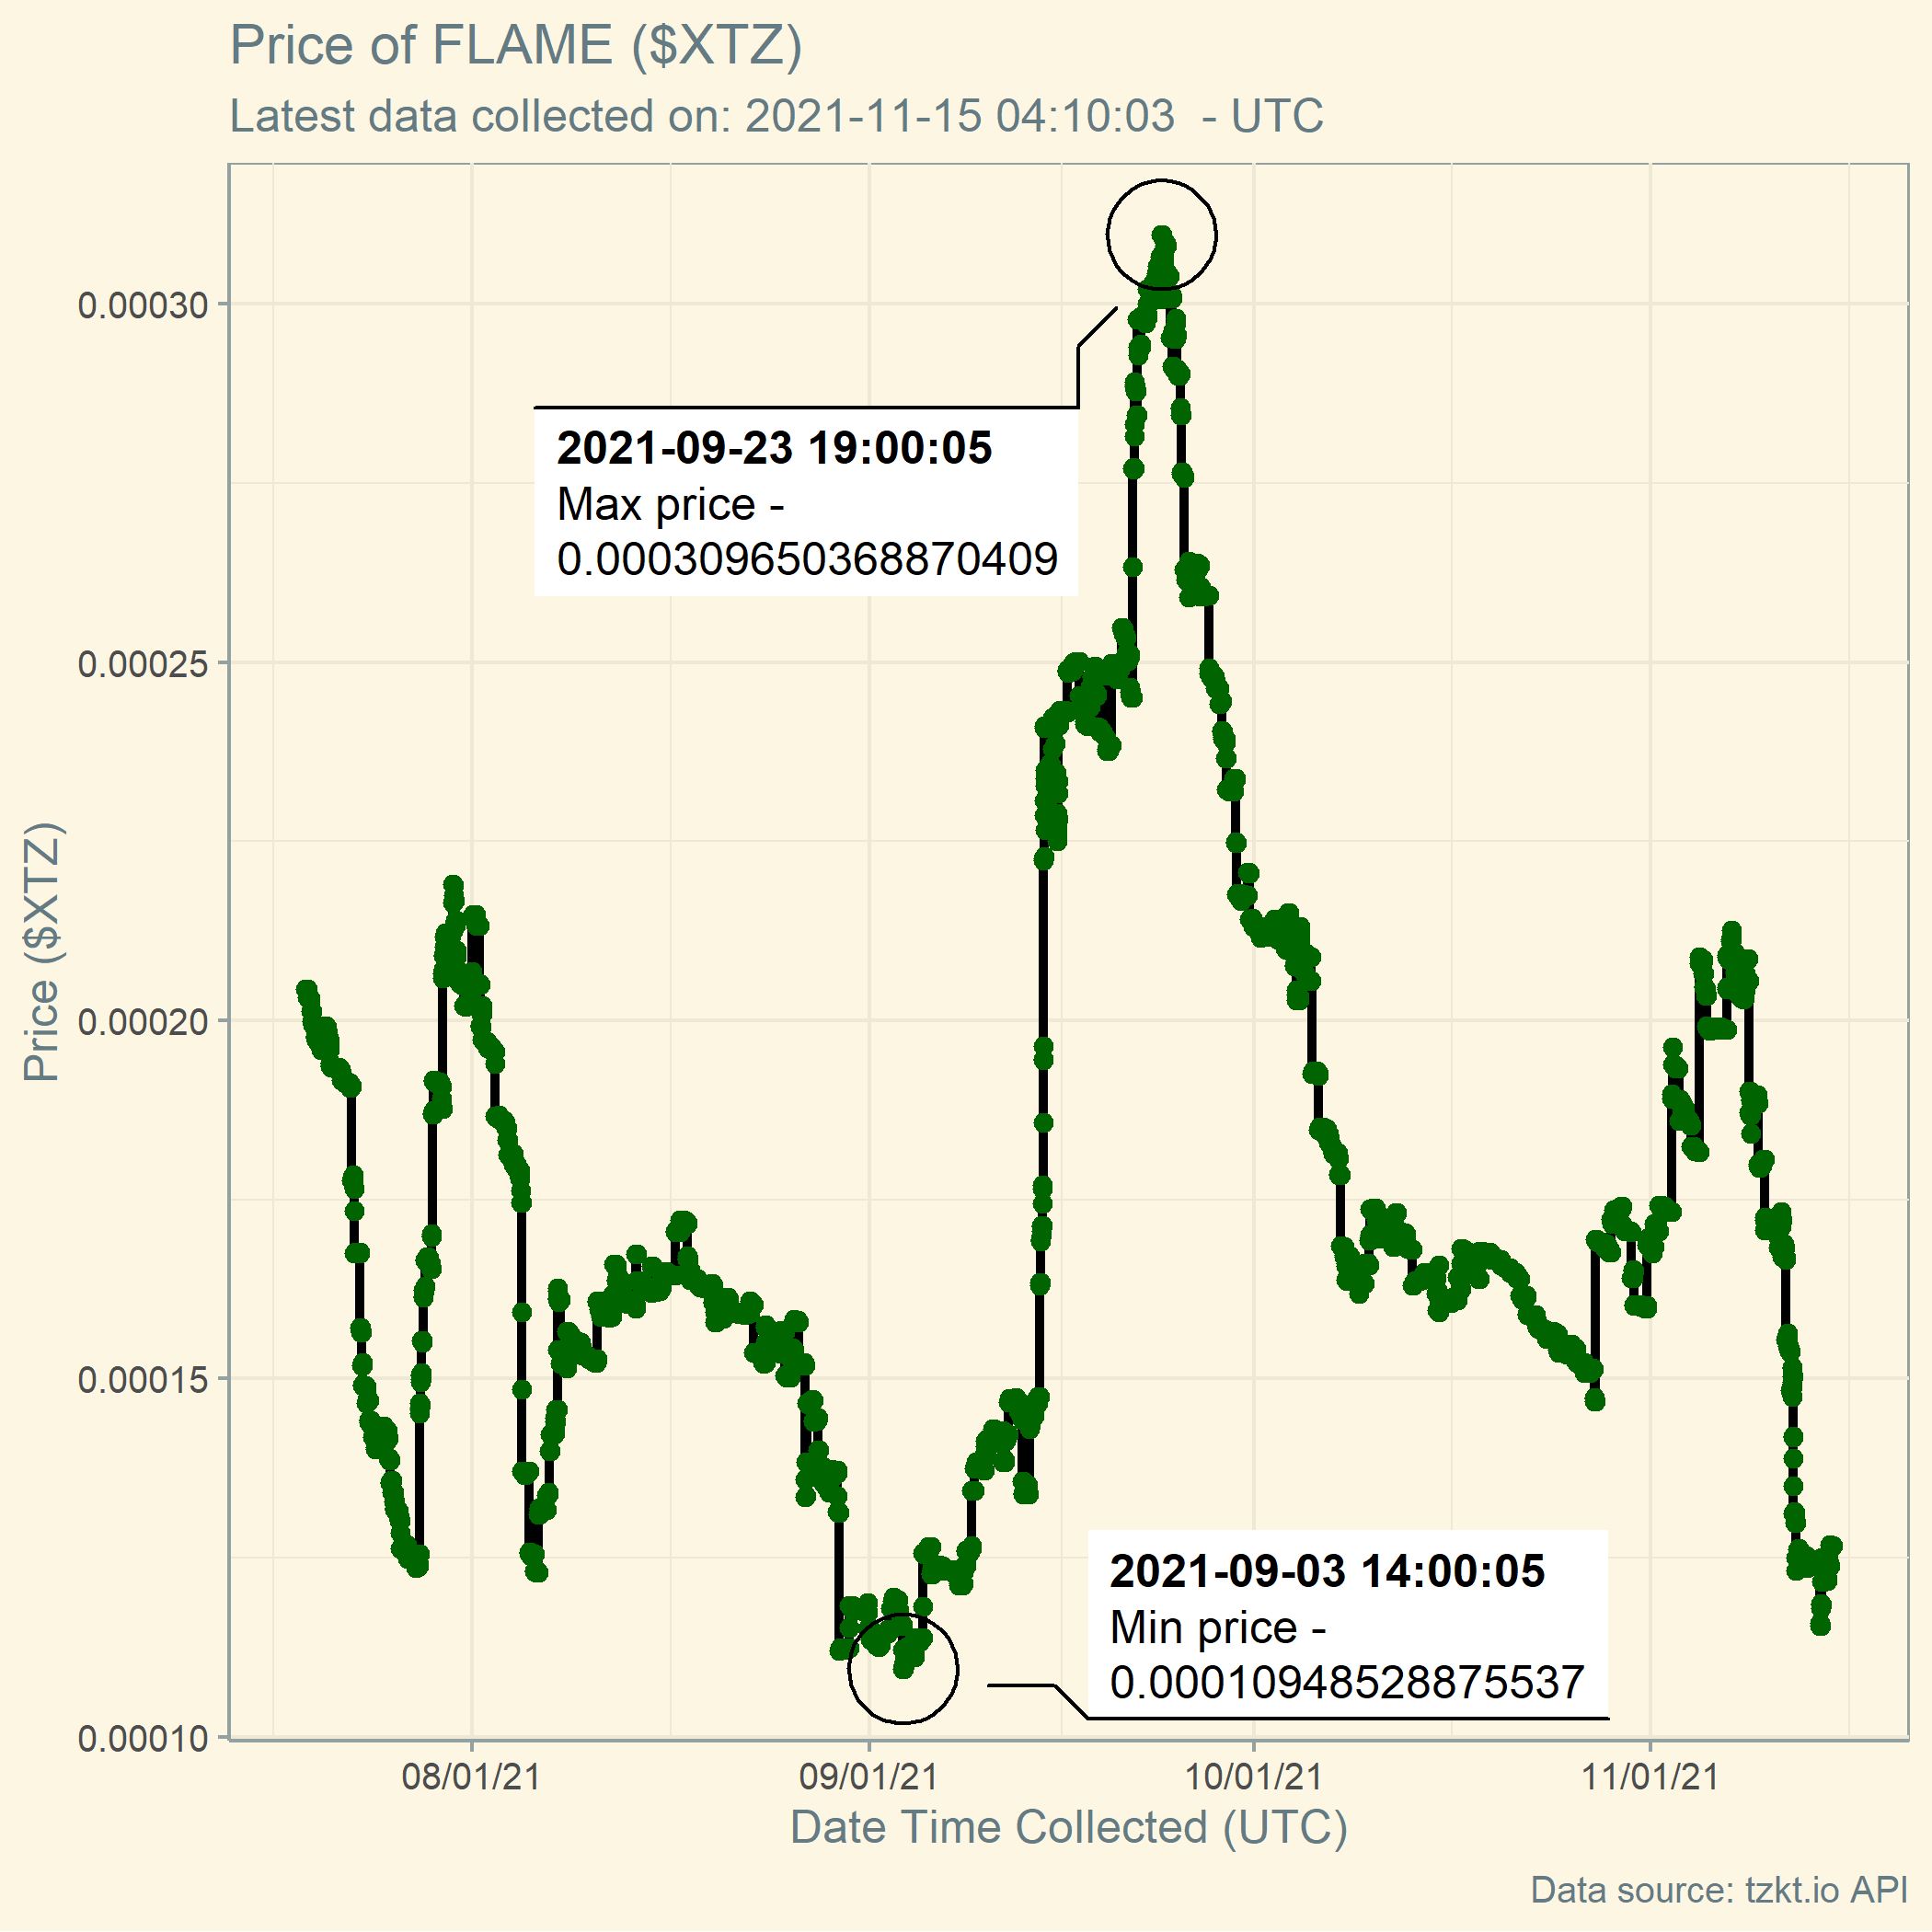 Price of FLAME ($XTZ)
Latest data collected on: 2021-11-15 04:10:03  - UTC
0.00030
0.00025
0.00020
0.00015
0.00010
Price ($XTZ)
2021-09-23 19:00:05
Max price -
0.000309650368870409
2021-09-03 14:00:05
Min price -
0.00010948528875537
08/01/21
09/01/21
10/01/21
11/01/21
Date Time Collected (UTC)
Data source: tzkt.io API